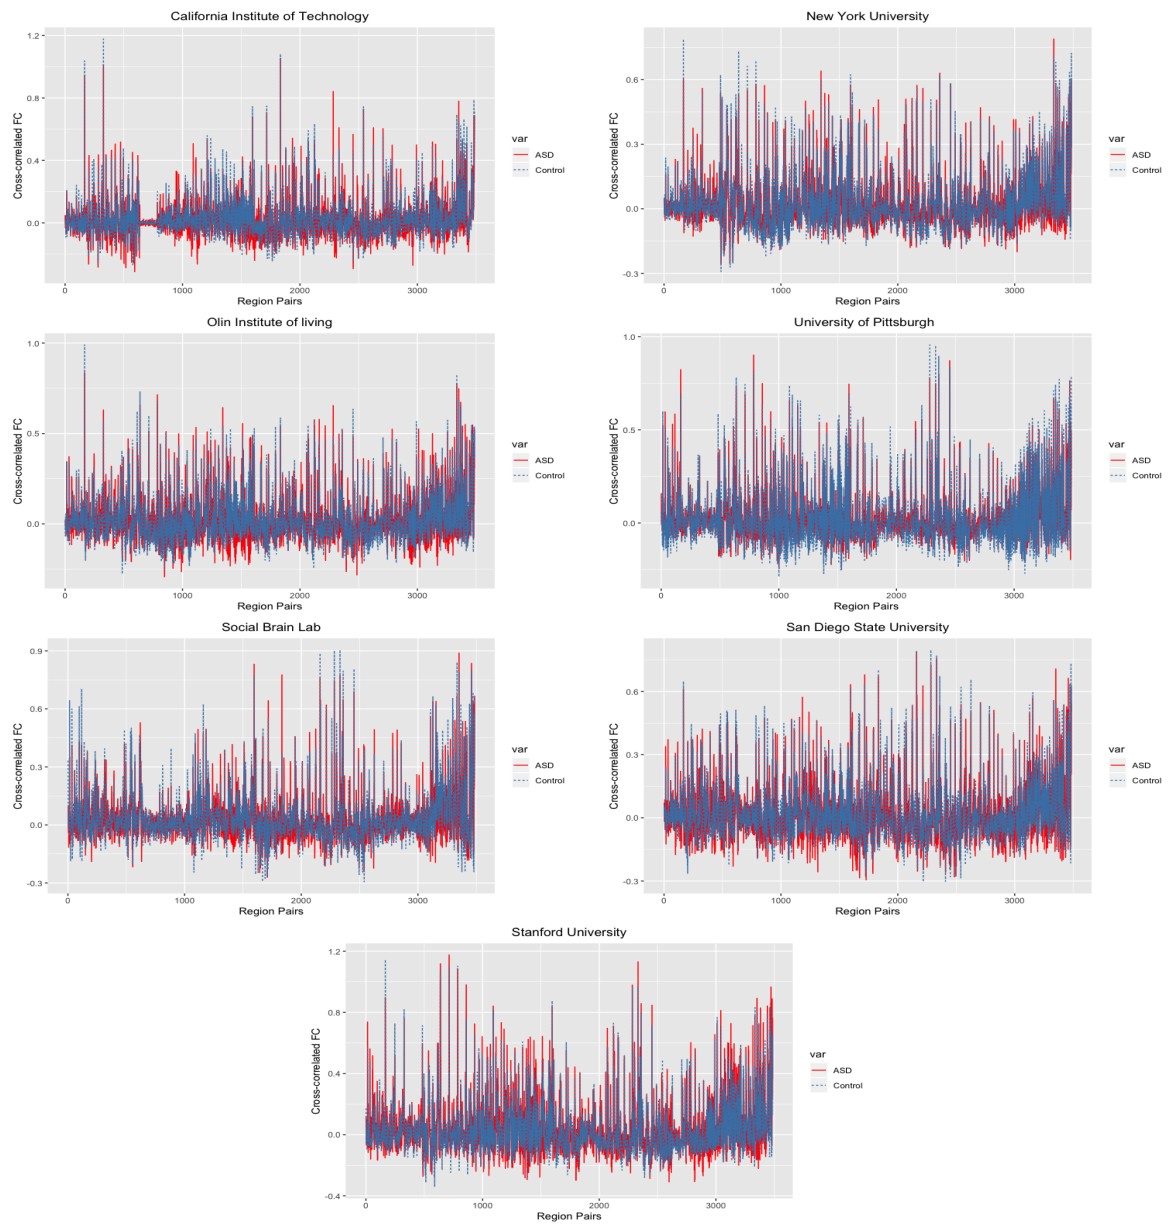 California Institute of Technology
1.2
0.8
0.4
0.0
Cross-correlated FC
0
1000
2000
3000
Region Pairs
var
ASD
Control
New York University
0.6
0.3
0.0
-0.3
Cross-correlated FC
0
1000
2000
3000
Region Pairs
var
ASD
Control
Olin Institute of living
1.0
0.5
0.0
Cross-correlated FC
0
1000
2000
3000
Region Pairs
var
ASD
Control
University of Pittsburgh
1.0
0.5
0.0
Cross-correlated FC
0
1000
2000
3000
Region Pairs
var
ASD
Control
Social Brain Lab
0.9
0.6
0.3
0.0
-0.3
Cross-correlated FC
0
1000
2000
3000
Region Pairs
var
ASD
Control
San Diego State University
0.6
0.3
0.0
-0.3
Cross-correlated FC
0
1000
2000
3000
Region Pairs
var
ASD
Control
Stanford University
1.2
0.8
0.4
0.0
-0.4
Cross-correlated FC
0
1000
2000
3000
Region Pairs
var
ASD
Control